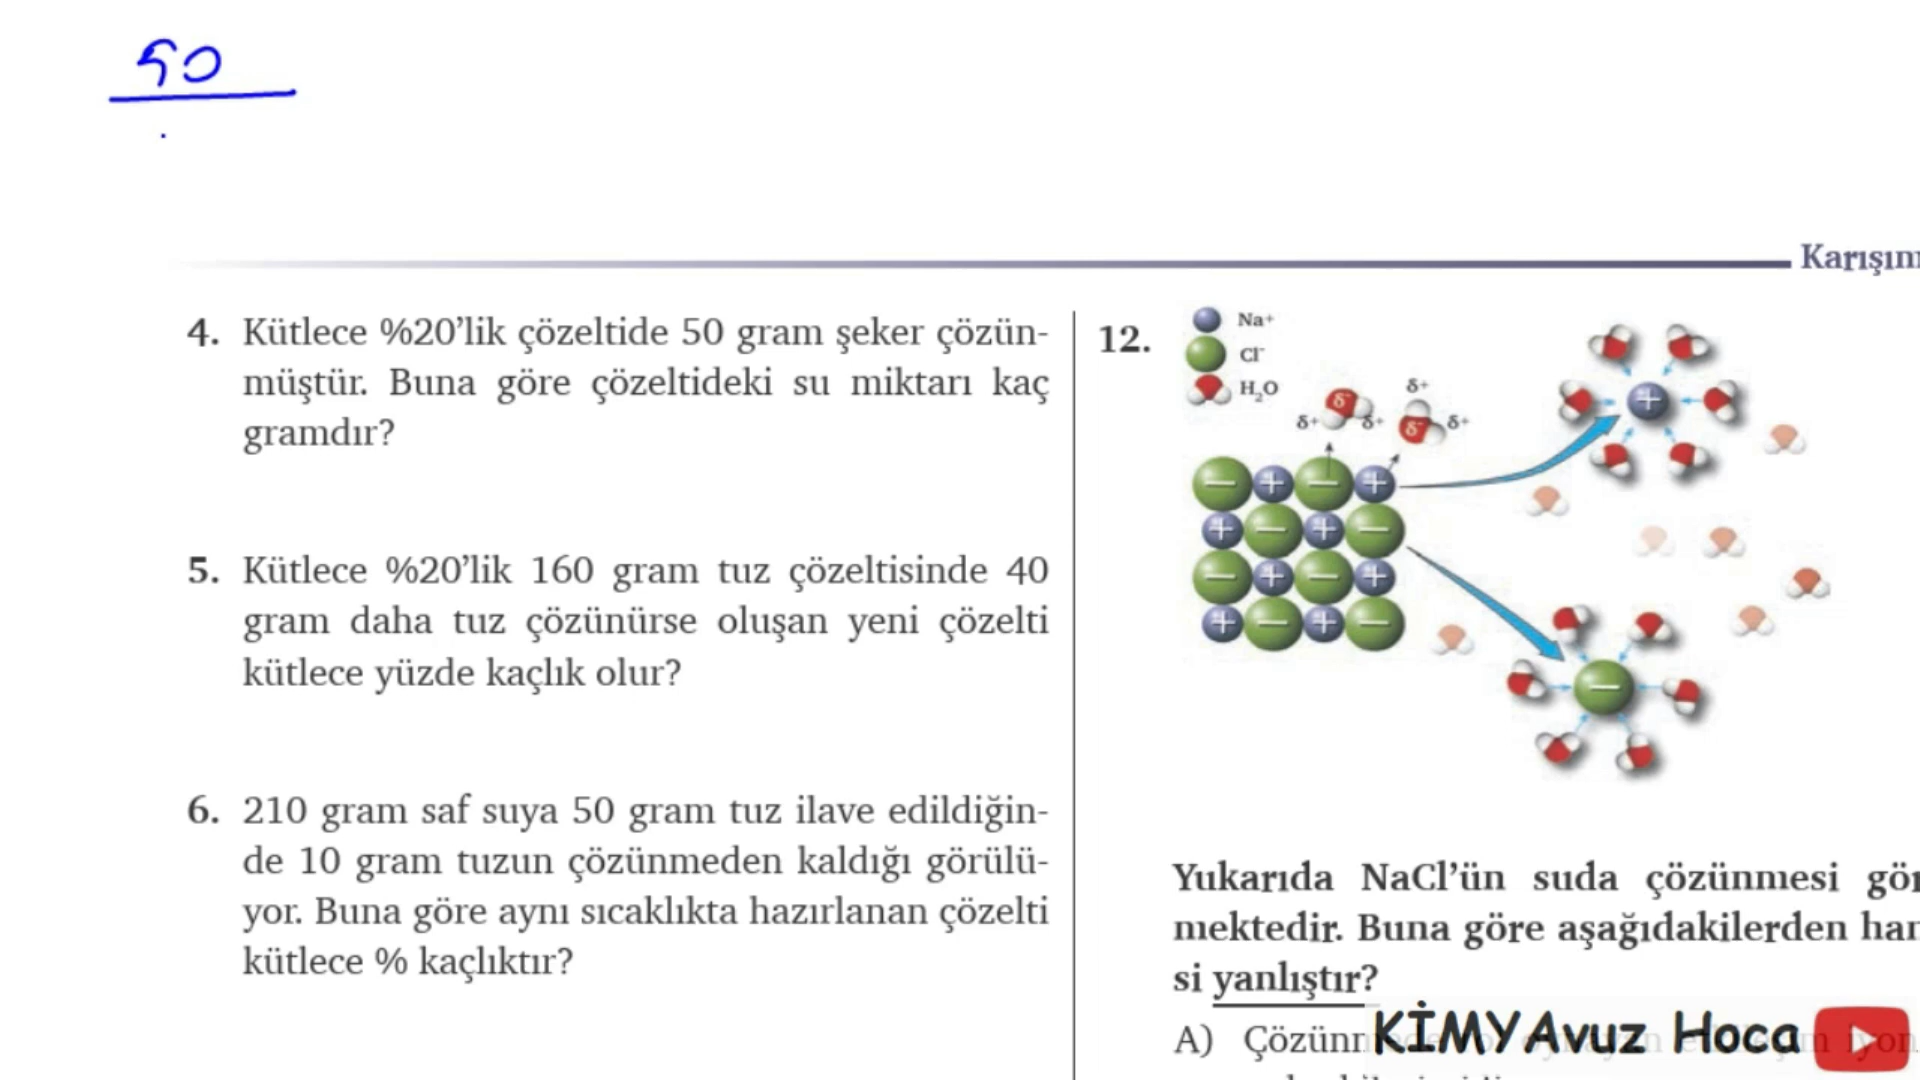 50
Karışım
4. Kütlece %20’lik çözeltide 50 gram şeker çözün-
müştür. Buna göre çözeltideki su miktarı kaç
gramdır?
5. Kütlece %20’lik 160 gram tuz çözeltisinde 40
gram daha tuz çözünürse oluşan yeni çözelti
kütlece yüzde kaçlık olur?
6. 210 gram saf suya 50 gram tuz ilave edildiğin-
de 10 gram tuzun çözünmeden kaldığı görülü-
yor. Buna göre aynı sıcaklıkta hazırlanan çözelti
kütlece % kaçlıktır?
12.
Na⁺
Cl⁻
H₂O
δ⁺ δ⁻ δ⁺
δ⁺ δ⁻ δ⁺
− + − +
+ − + −
− + − +
+ − + −
+
−
Yukarıda NaCl’ün suda çözünmesi gör
mektedir. Buna göre aşağıdakilerden han
si yanlıştır?
A) Çözün
KİMYAvuz Hoca